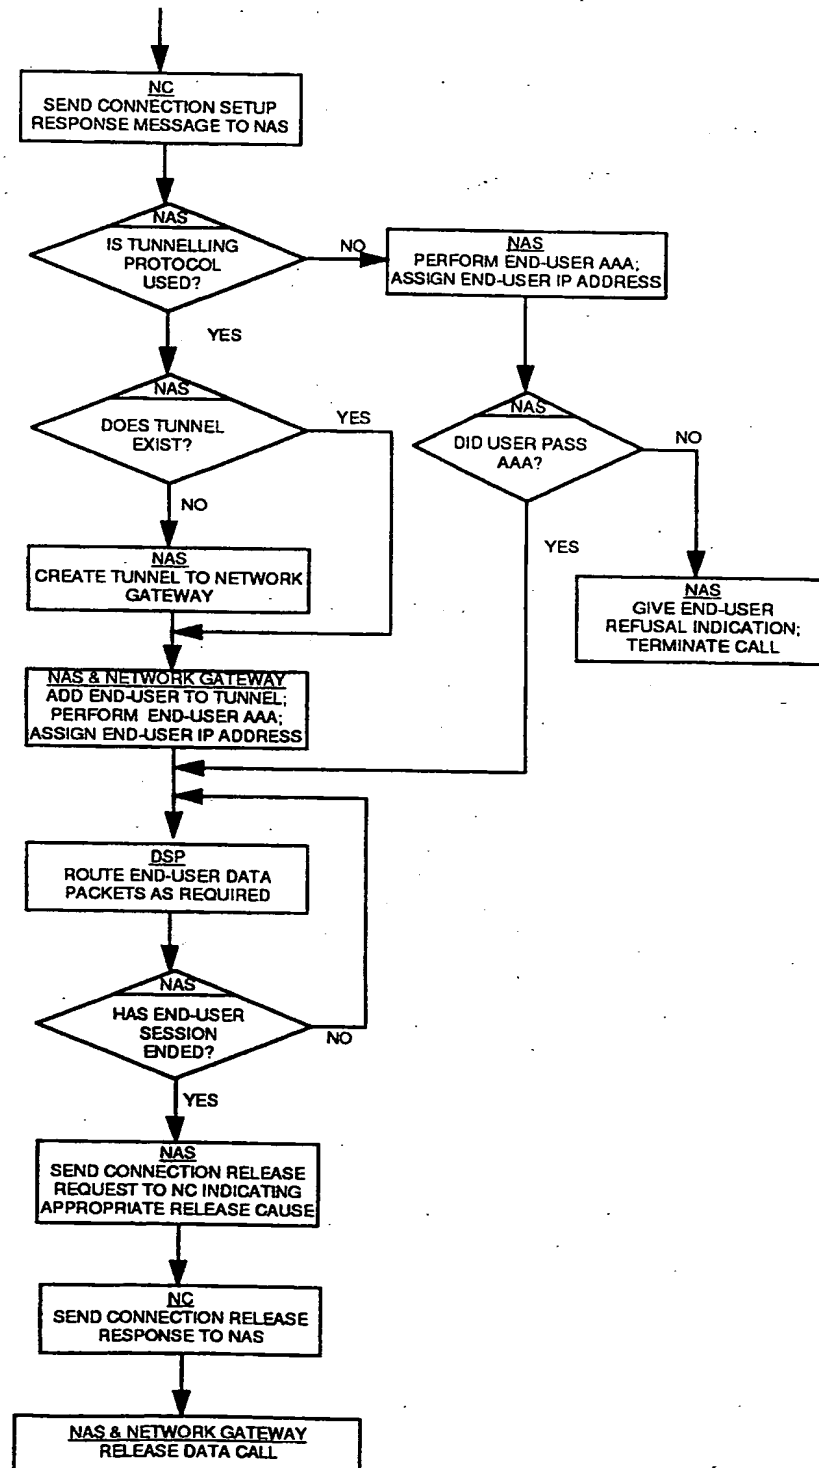 NC
SEND CONNECTION SETUP
RESPONSE MESSAGE TO NAS
NAS
IS TUNNELLING
PROTOCOL
USED?
NO
NAS
PERFORM END-USER AAA;
ASSIGN END-USER IP ADDRESS
YES
NAS
DOES TUNNEL
EXIST?
YES
NAS
DID USER PASS
AAA?
NO
NO
YES
NAS
CREATE TUNNEL TO NETWORK
GATEWAY
NAS
GIVE END-USER
REFUSAL INDICATION;
TERMINATE CALL
NAS & NETWORK GATEWAY
ADD END-USER TO TUNNEL;
PERFORM END-USER AAA;
ASSIGN END-USER IP ADDRESS
DSP
ROUTE END-USER DATA
PACKETS AS REQUIRED
NAS
HAS END-USER
SESSION
ENDED?
NO
YES
NAS
SEND CONNECTION RELEASE
REQUEST TO NC INDICATING
APPROPRIATE RELEASE CAUSE
NC
SEND CONNECTION RELEASE
RESPONSE TO NAS
NAS & NETWORK GATEWAY
RELEASE DATA CALL